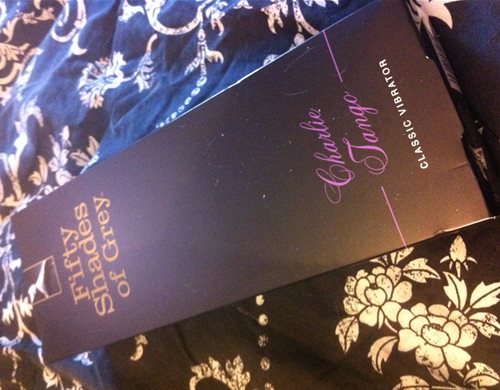 Fifty
Shades
of Grey.
Charlie
Tango
CLASSIC VIBRATOR